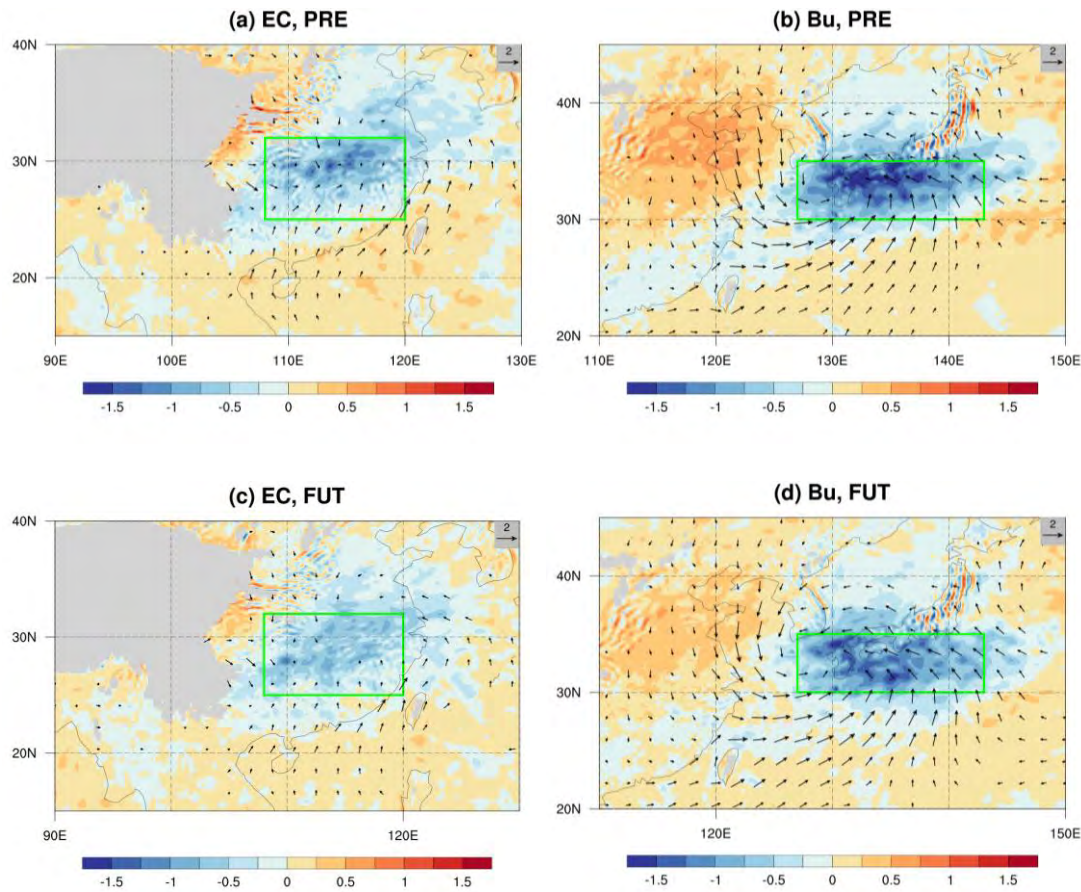 (a) EC, PRE
40N
30N
20N
90E 100E 110E 120E 130E
2
-1.5 -1 -0.5 0 0.5 1 1.5
(b) Bu, PRE
40N
30N
20N
110E 120E 130E 140E 150E
2
-1.5 -1 -0.5 0 0.5 1 1.5
(c) EC, FUT
40N
30N
20N
90E 120E
2
-1.5 -1 -0.5 0 0.5 1 1.5
(d) Bu, FUT
40N
30N
20N
120E 150E
2
-1.5 -1 -0.5 0 0.5 1 1.5